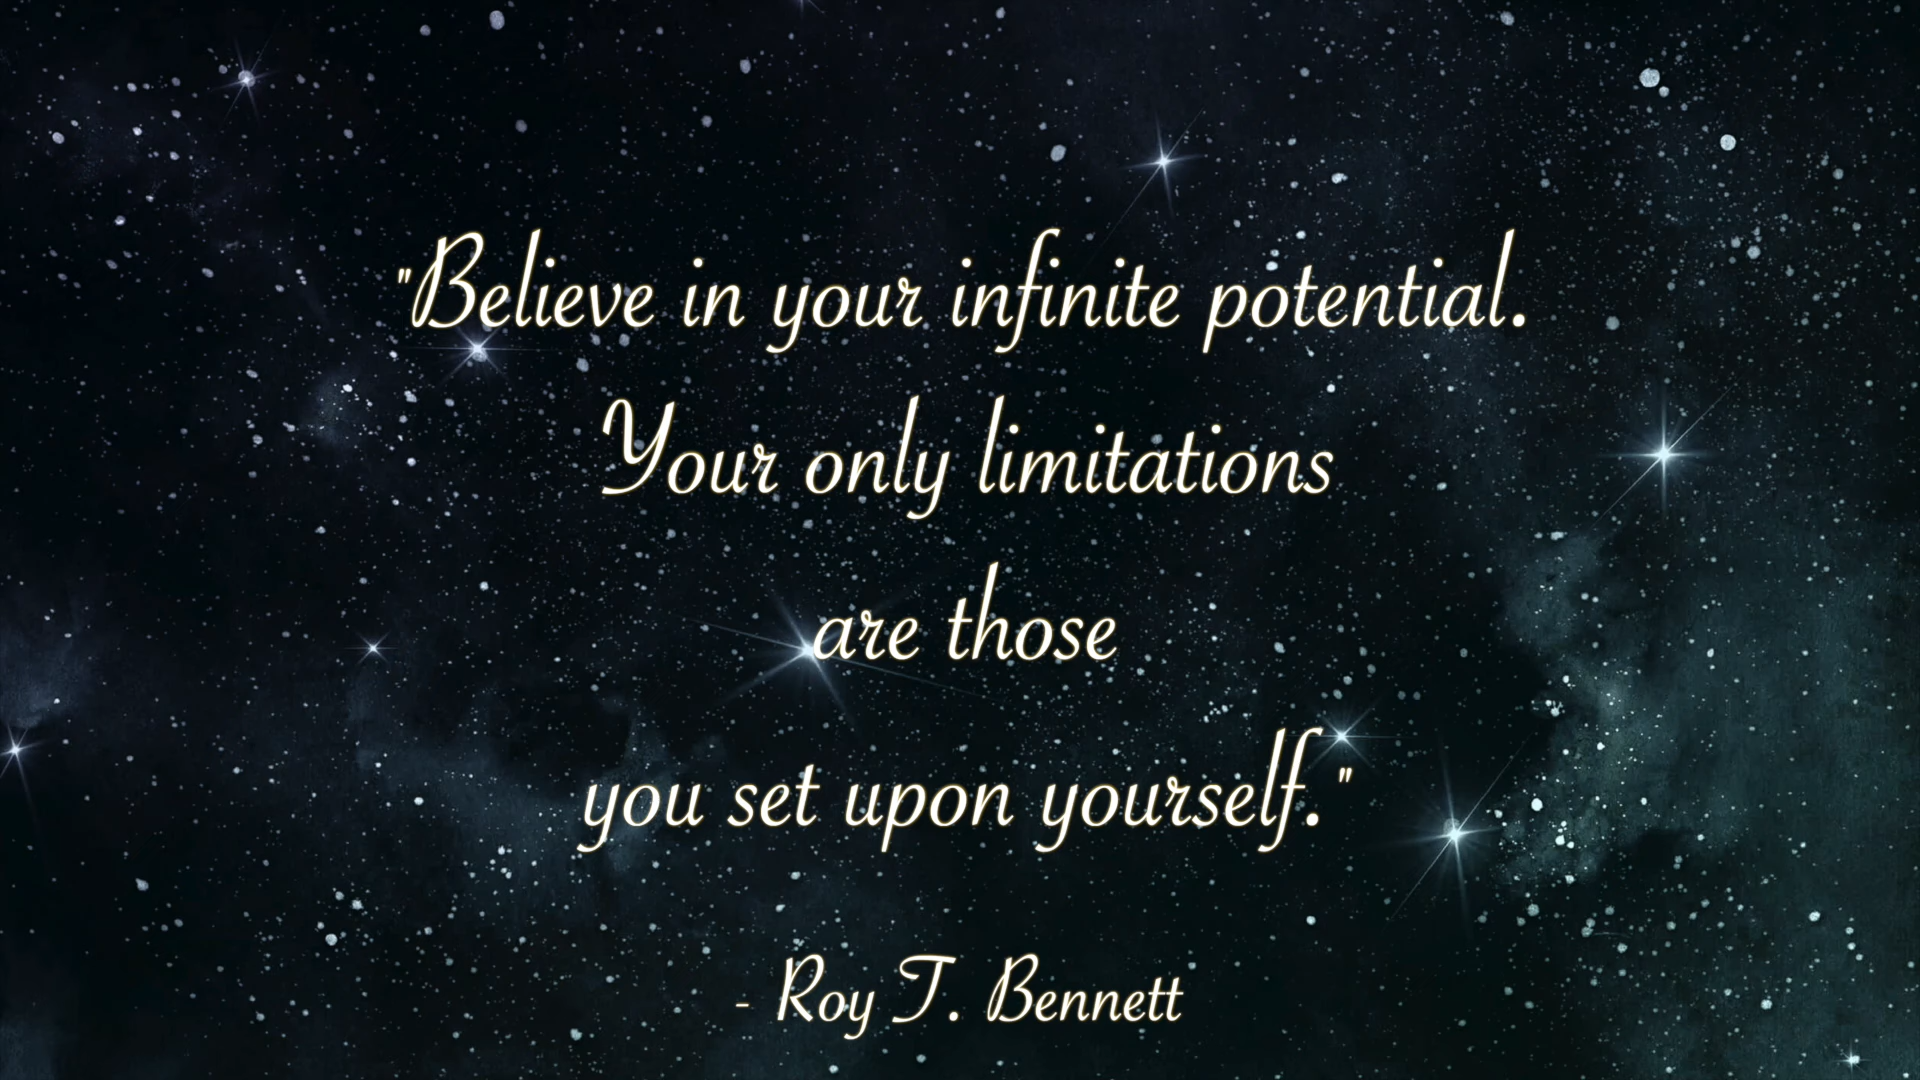 "Believe in your infinite potential.
Your only limitations
are those
you set upon yourself."
- Roy T. Bennett